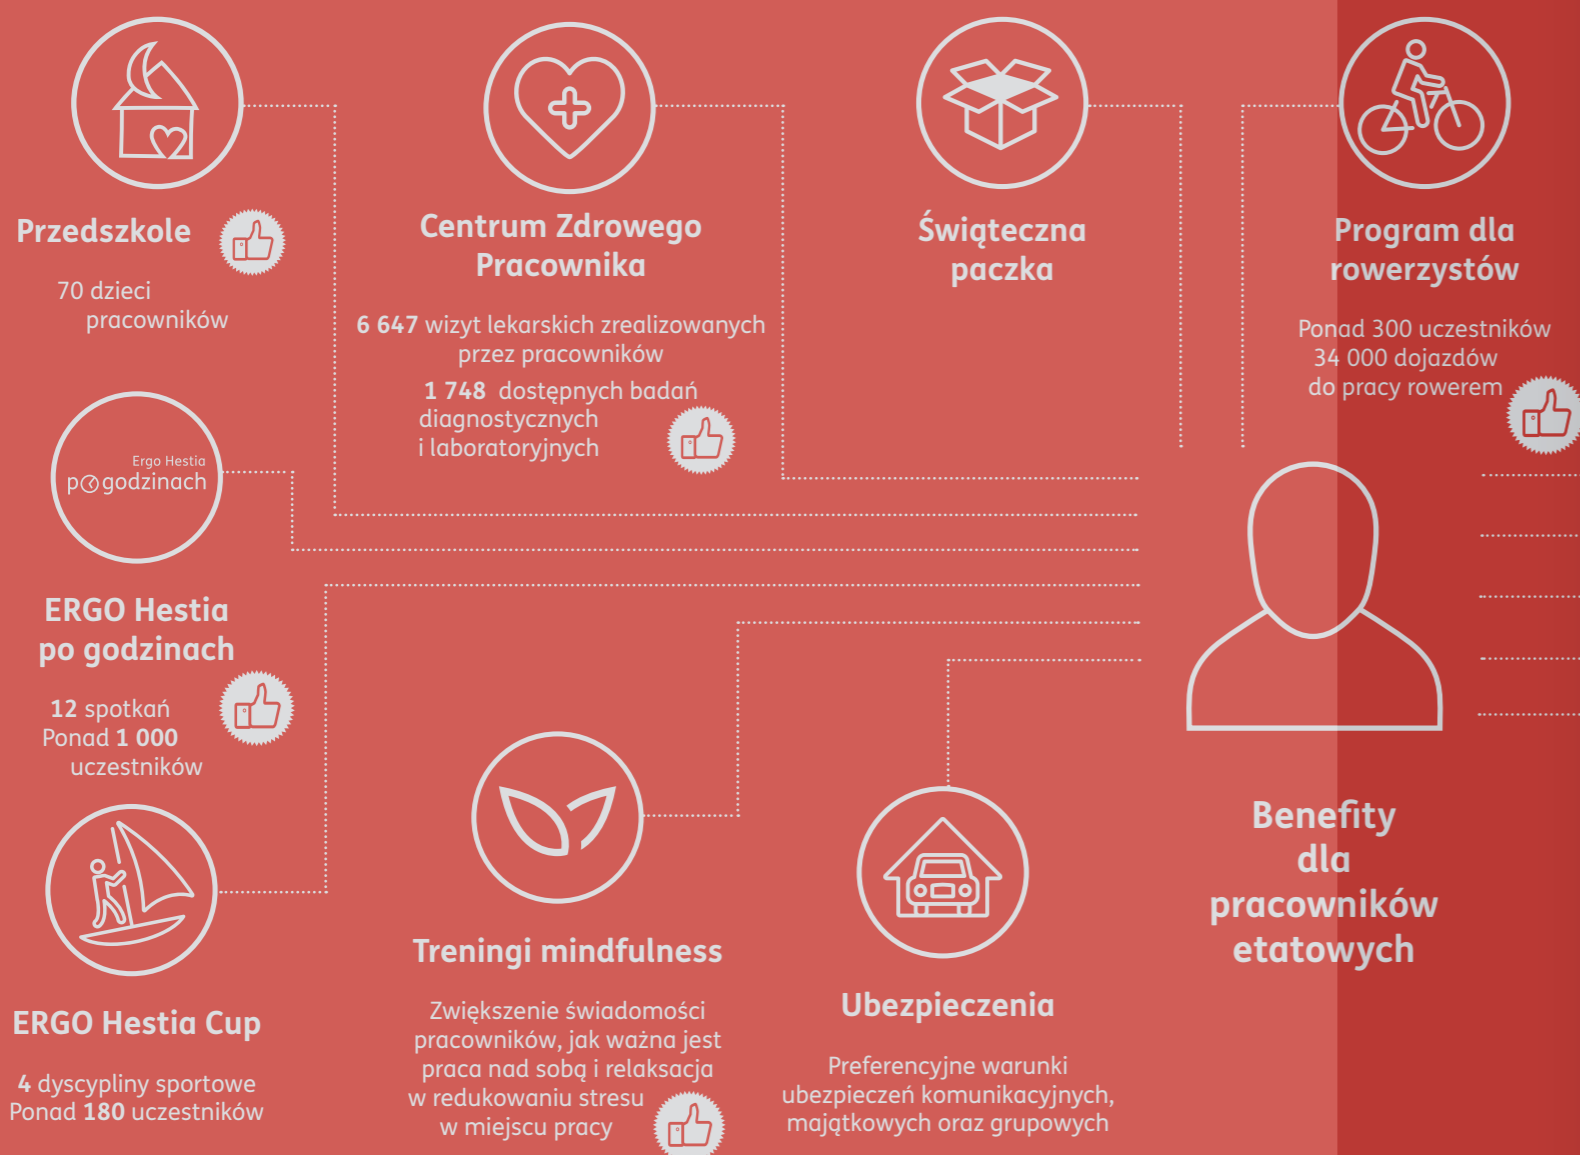 Przedszkole
70 dzieci
pracowników
Centrum Zdrowego
Pracownika
6 647 wizyt lekarskich zrealizowanych
przez pracowników
1 748 dostępnych badań
diagnostycznych
i laboratoryjnych
Świąteczna
paczka
Program dla
rowerzystów
Ponad 300 uczestników
34 000 dojazdów
do pracy rowerem
Ergo Hestia
po godzinach
ERGO Hestia
po godzinach
12 spotkań
Ponad 1 000
uczestników
ERGO Hestia Cup
4 dyscypliny sportowe
Ponad 180 uczestników
Treningi mindfulness
Zwiększenie świadomości
pracowników, jak ważna jest
praca nad sobą i relaksacja
w redukowaniu stresu
w miejscu pracy
Ubezpieczenia
Preferencyjne warunki
ubezpieczeń komunikacyjnych,
majątkowych oraz grupowych
Benefity
dla
pracowników
etatowych